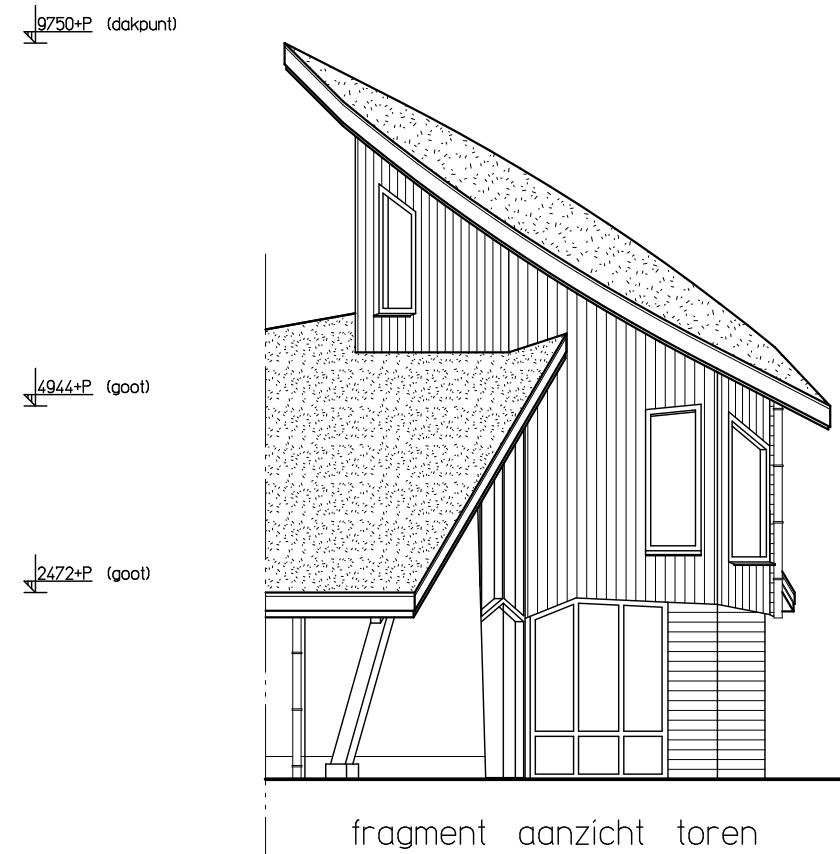 9750+P (dakpunt)
4944+P (goot)
2472+P (goot)
fragment aanzicht toren